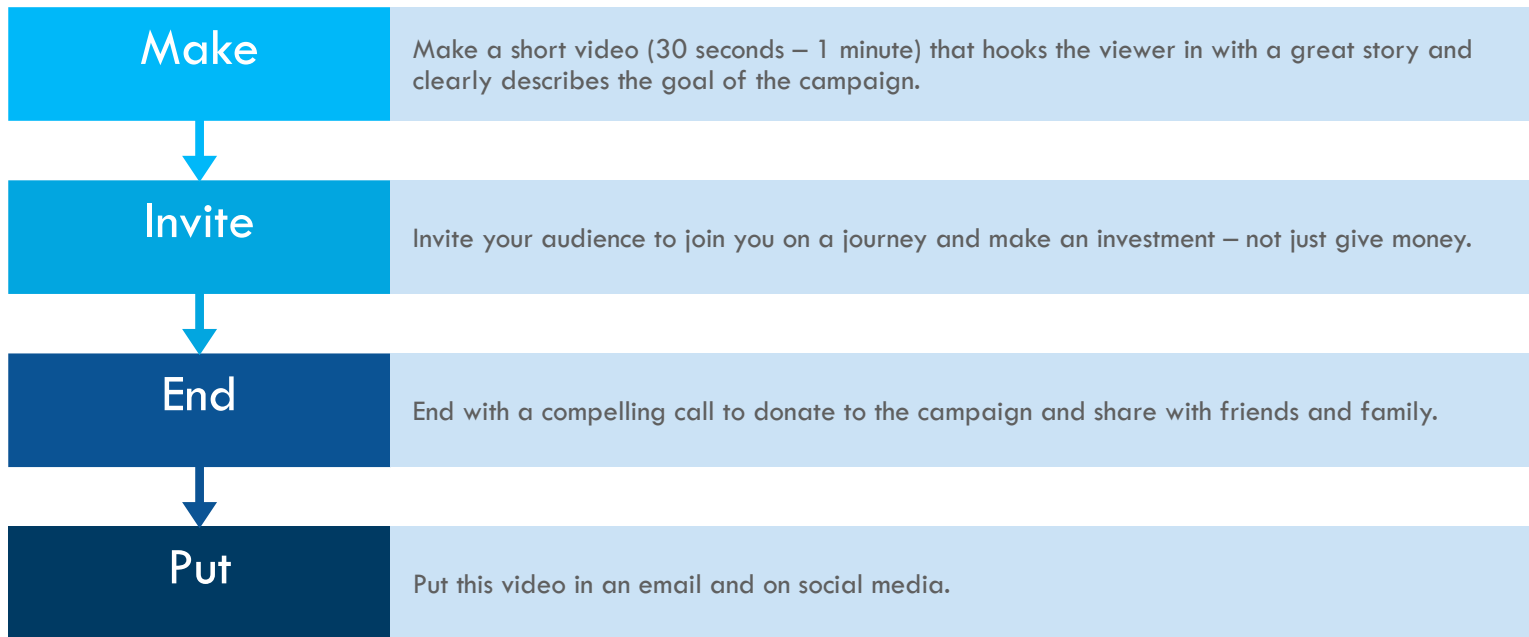 Make
Make a short video (30 seconds – 1 minute) that hooks the viewer in with a great story and
clearly describes the goal of the campaign.
Invite
Invite your audience to join you on a journey and make an investment – not just give money.
End
End with a compelling call to donate to the campaign and share with friends and family.
Put
Put this video in an email and on social media.